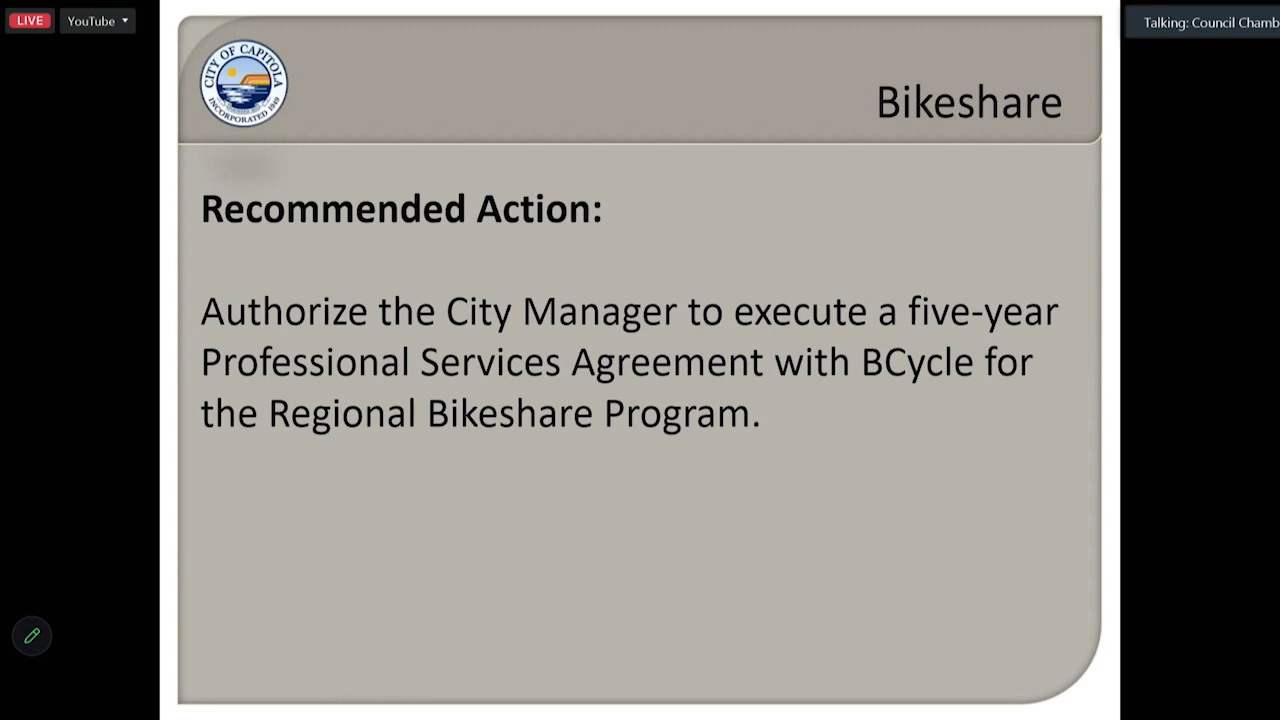 LIVE
YouTube
Talking: Council Chamb
CITY OF CAPITOLA
INCORPORATED 1949
Bikeshare
Recommended Action:
Authorize the City Manager to execute a five-year
Professional Services Agreement with BCycle for
the Regional Bikeshare Program.